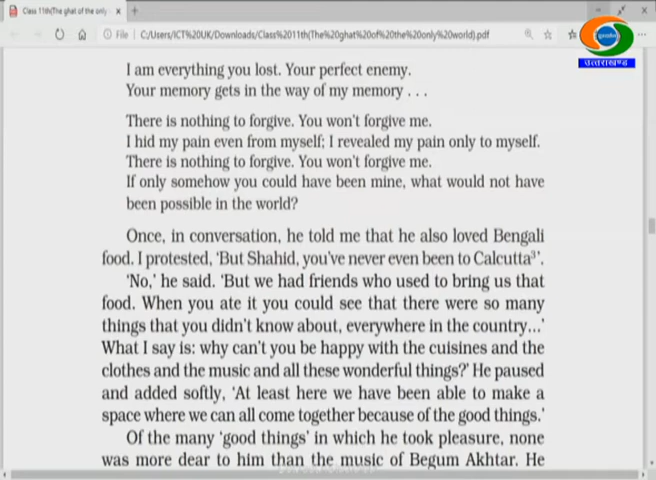 Class 11th(The ghat of the only
File
C:/Users/ICT%20UK/Downloads/Class%2011th(The%20ghat%20of%20the%20only%20world).pdf
उत्तराखण्ड
I am everything you lost. Your perfect enemy.
Your memory gets in the way of my memory . . .
There is nothing to forgive. You won't forgive me.
I hid my pain even from myself; I revealed my pain only to myself.
There is nothing to forgive. You won't forgive me.
If only somehow you could have been mine, what would not have
been possible in the world?
Once, in conversation, he told me that he also loved Bengali
food. I protested, 'But Shahid, you've never even been to Calcutta³'.
'No,' he said. 'But we had friends who used to bring us that
food. When you ate it you could see that there were so many
things that you didn't know about, everywhere in the country...'
What I say is: why can't you be happy with the cuisines and the
clothes and the music and all these wonderful things?' He paused
and added softly, 'At least here we have been able to make a
space where we can all come together because of the good things.'
Of the many 'good things' in which he took pleasure, none
was more dear to him than the music of Begum Akhtar. He